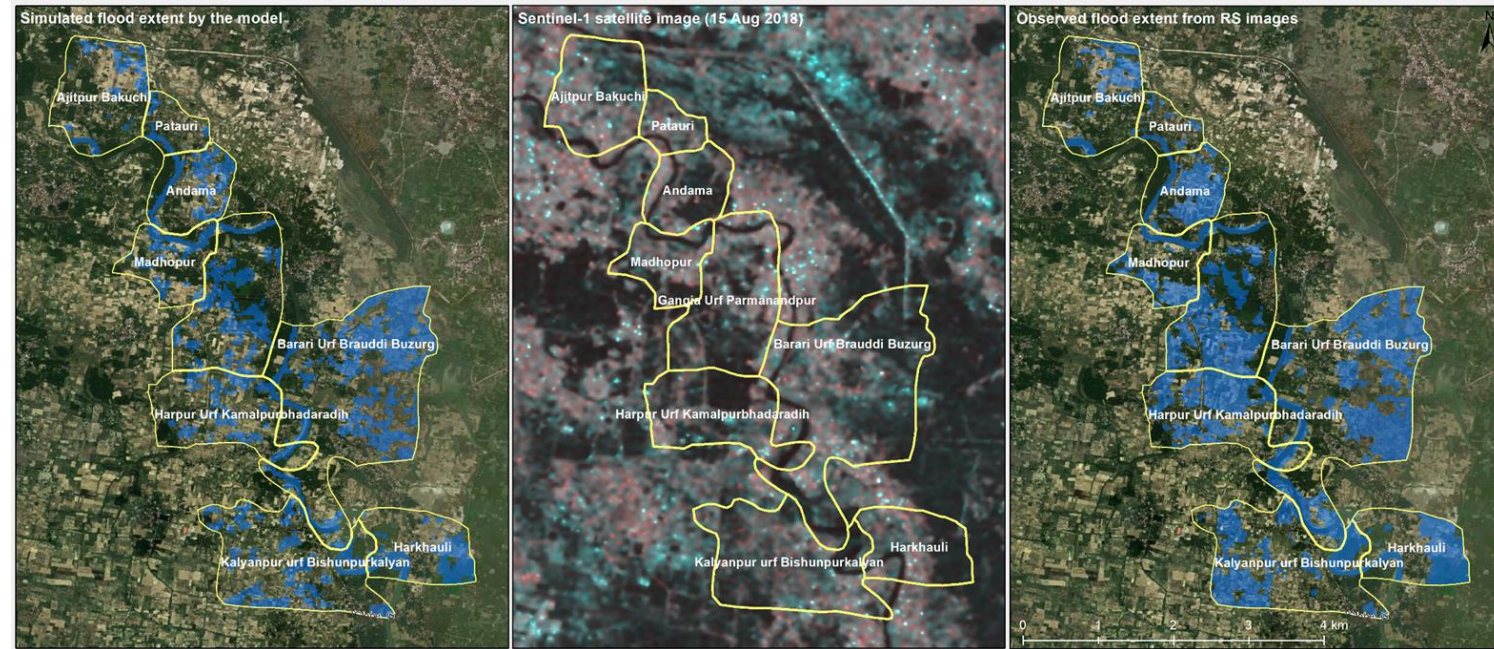 Simulated flood extent by the model
Ajitpur Bakuchi
Patauri
Andama
Madhopur
Barari Urf Brauddi Buzurg
Harpur Urf Kamalpurbhadaradih
Harkhauli
Kalyanpur urf Bishunpurkalyan
Sentinel-1 satellite image (15 Aug 2018)
Ajitpur Bakuchi
Patauri
Andama
Madhopur
Gangia Urf Parmanandpur
Barari Urf Brauddi Buzurg
Harpur Urf Kamalpurbhadaradih
Harkhauli
Kalyanpur urf Bishunpurkalyan
Observed flood extent from RS images
N
Ajitpur Bakuchi
Patauri
Andama
Madhopur
Barari Urf Brauddi Buzurg
Harpur Urf Kamalpurbhadaradih
Harkhauli
Kalyanpur urf Bishunpurkalyan
0 1 2 3 4 km